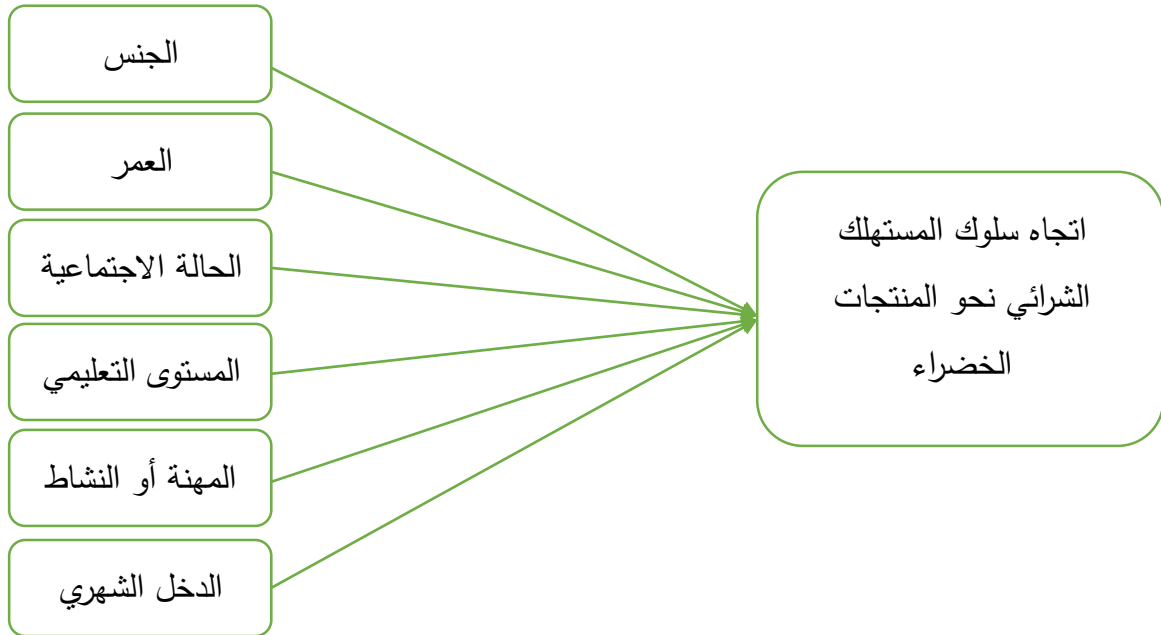 الجنس
العمر
الحالة الاجتماعية
المستوى التعليمي
المهنة أو النشاط
الدخل الشهري
اتجاه سلوك المستهلك
الشرائي نحو المنتجات
الخضراء